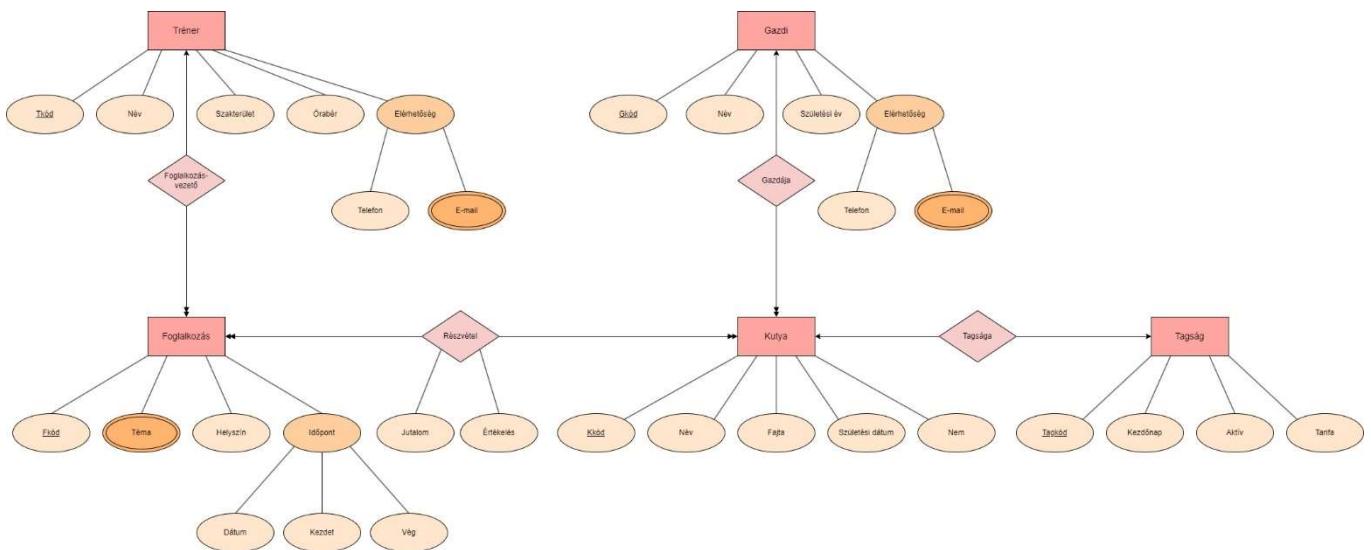 Tréner
Gazdi
Tkód
Név
Szakterület
Órabér
Elérhetőség
Gkód
Név
Születési év
Elérhetőség
Foglalkozás-
vezető
Gazdája
Telefon
E-mail
Telefon
E-mail
Foglalkozás
Részvétel
Kutya
Tagsága
Tagság
Fkód
Téma
Helyszín
Időpont
Jutalom
Értékelés
Kkód
Név
Fajta
Születési dátum
Nem
Tagkód
Kezdőnap
Aktív
Tarifa
Dátum
Kezdet
Vég